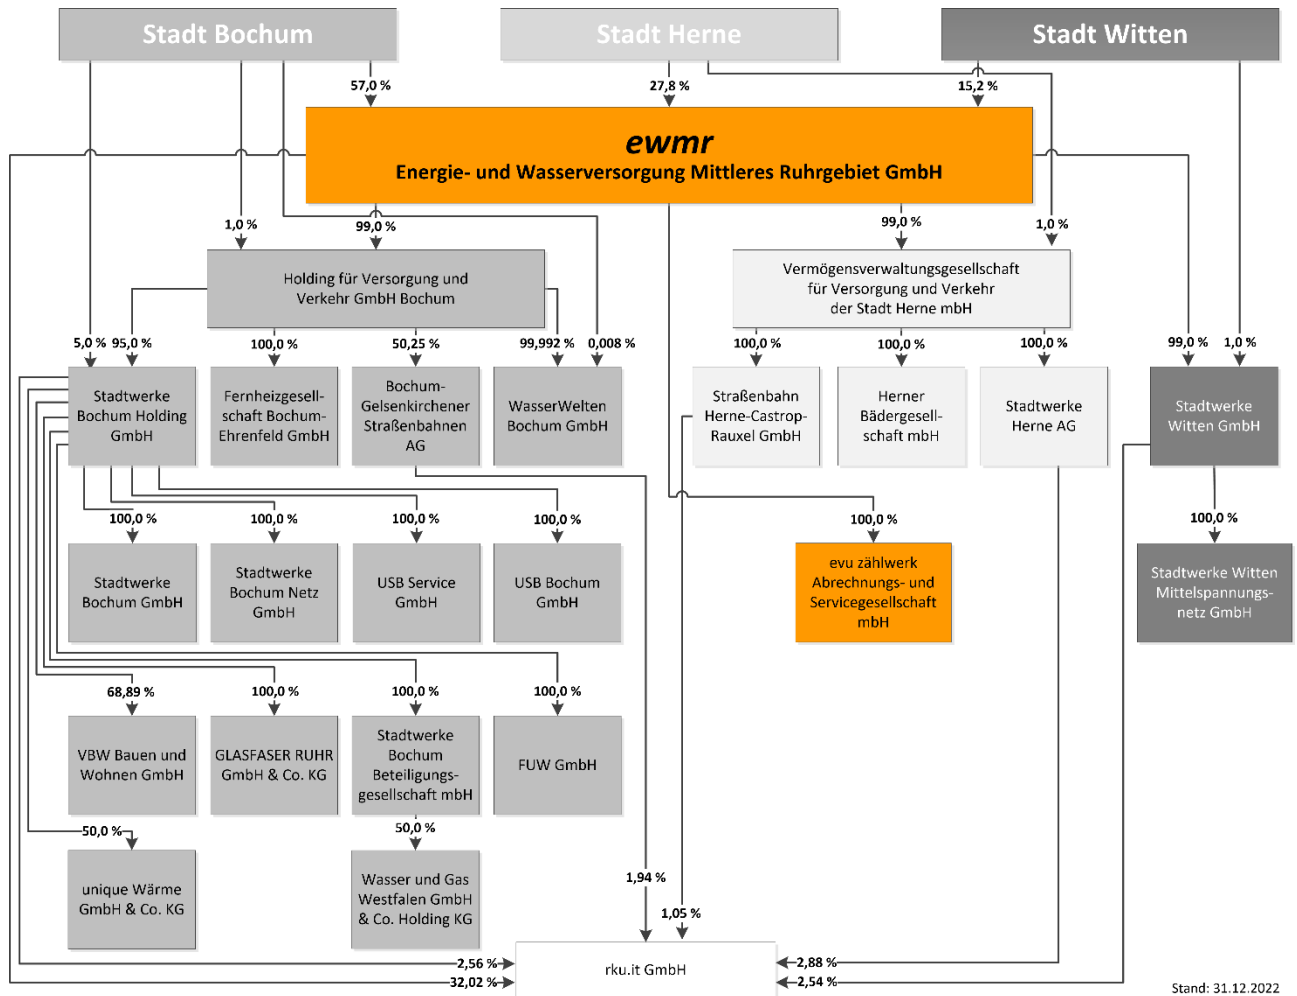 Stadt Bochum
Stadt Herne
Stadt Witten
57,0 %
27,8 %
15,2 %
ewmr
Energie- und Wasserversorgung Mittleres Ruhrgebiet GmbH
1,0 %
99,0 %
99,0 %
1,0 %
Holding für Versorgung und
Verkehr GmbH Bochum
Vermögensverwaltungsgesellschaft
für Versorgung und Verkehr
der Stadt Herne mbH
5,0 %
95,0 %
100,0 %
50,25 %
99,992 %
0,008 %
100,0 %
100,0 %
100,0 %
99,0 %
1,0 %
Stadtwerke
Bochum Holding
GmbH
Fernheizgesell-
schaft Bochum-
Ehrenfeld GmbH
Bochum-
Gelsenkirchener
Straßenbahnen
AG
WasserWelten
Bochum GmbH
Straßenbahn
Herne-Castrop-
Rauxel GmbH
Herner
Bädergesell-
schaft mbH
Stadtwerke
Herne AG
Stadtwerke
Witten GmbH
100,0 %
100,0 %
100,0 %
100,0 %
100,0 %
100,0 %
Stadtwerke
Bochum GmbH
Stadtwerke
Bochum Netz
GmbH
USB Service
GmbH
USB Bochum
GmbH
evu zählwerk
Abrechnungs- und
Servicegesellschaft
mbH
Stadtwerke Witten
Mittelspannungs-
netz GmbH
68,89 %
100,0 %
100,0 %
100,0 %
VBW Bauen und
Wohnen GmbH
GLASFASER RUHR
GmbH & Co. KG
Stadtwerke
Bochum
Beteiligungs-
gesellschaft mbH
FUW GmbH
50,0 %
50,0 %
unique Wärme
GmbH & Co. KG
Wasser und Gas
Westfalen GmbH
& Co. Holding KG
1,94 %
1,05 %
2,56 %
32,02 %
rku.it GmbH
2,88 %
2,54 %
Stand: 31.12.2022